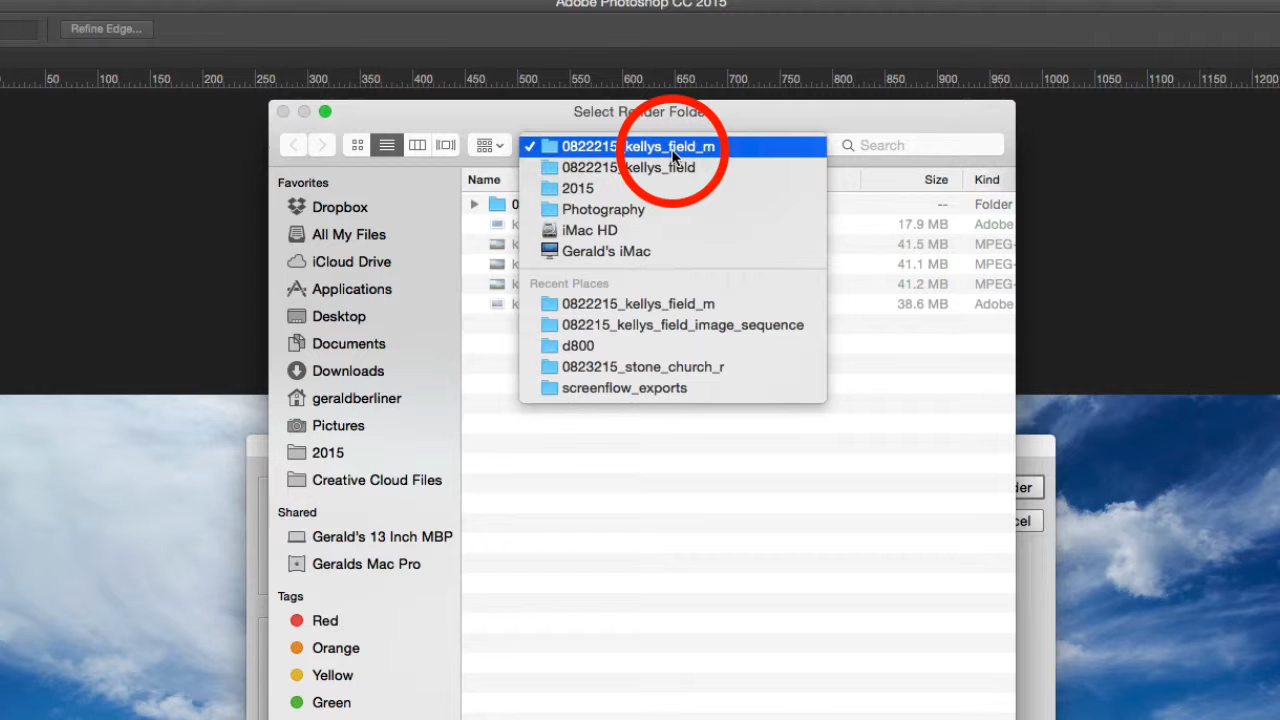 Adobe Photoshop CC 2015
Refine Edge...
50 100 150 200 250 300 350 400 450 500 550 600 650 700 750 800 850 900 950 1000 1050 1100 1150 1200
Select Render Folder
0822215_kellys_field_m
Search
0822215_kellys_field
2015
Photography
iMac HD
Gerald's iMac
Recent Places
0822215_kellys_field_m
082215_kellys_field_image_sequence
d800
0823215_stone_church_r
screenflow_exports
Name Size Kind
0 -- Folder
k 17.9 MB Adobe
k 41.5 MB MPEG-
k 41.1 MB MPEG-
k 41.2 MB MPEG-
k 38.6 MB Adobe
Favorites
Dropbox
All My Files
iCloud Drive
Applications
Desktop
Documents
Downloads
geraldberliner
Pictures
2015
Creative Cloud Files
Shared
Gerald's 13 Inch MBP
Geralds Mac Pro
Tags
Red
Orange
Yellow
Green
der
cel